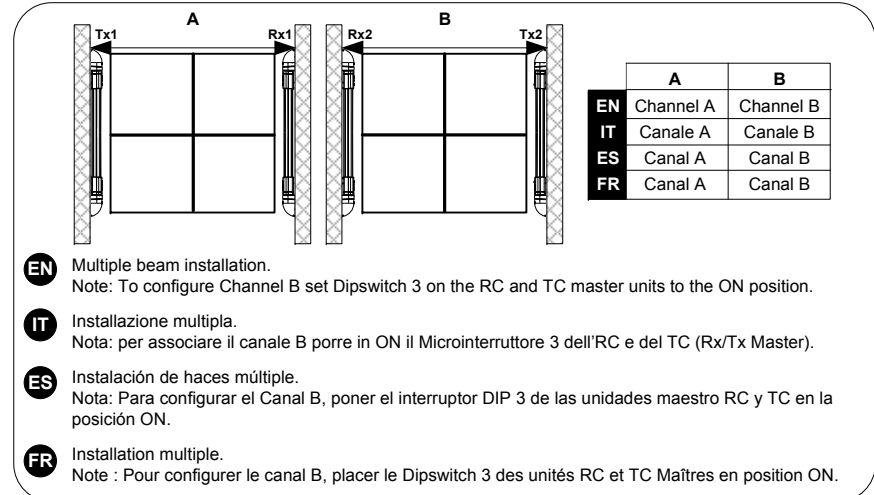 A B
Tx1 Rx1 Rx2 Tx2
A B
EN Channel A Channel B
IT Canale A Canale B
ES Canal A Canal B
FR Canal A Canal B
EN Multiple beam installation.
Note: To configure Channel B set Dipswitch 3 on the RC and TC master units to the ON position.
IT Installazione multipla.
Nota: per associare il canale B porre in ON il Microinterruttore 3 dell’RC e del TC (Rx/Tx Master).
ES Instalación de haces múltiple.
Nota: Para configurar el Canal B, poner el interruptor DIP 3 de las unidades maestro RC y TC en la
posición ON.
FR Installation multiple.
Note : Pour configurer le canal B, placer le Dipswitch 3 des unités RC et TC Maîtres en position ON.